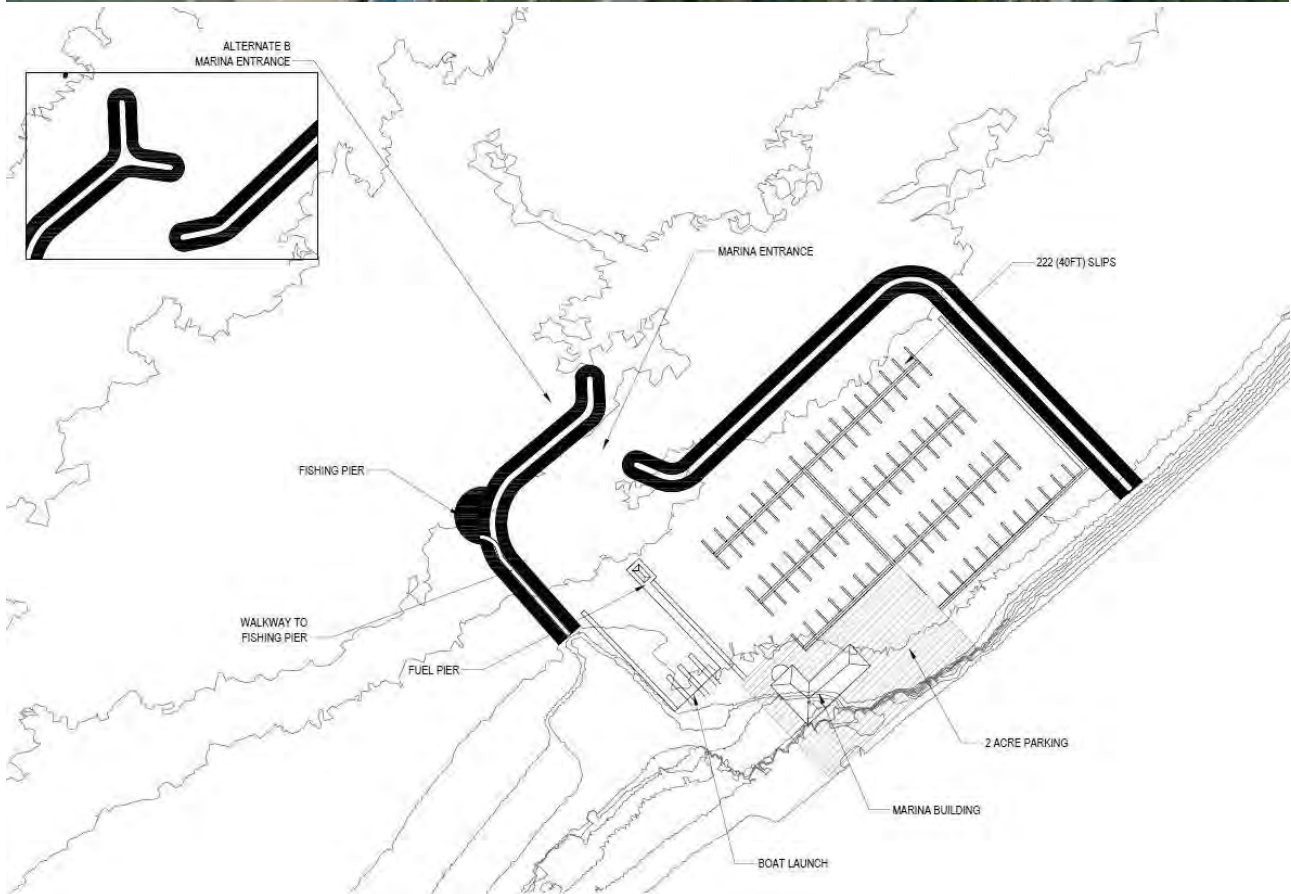 ALTERNATE B
MARINA ENTRANCE
MARINA ENTRANCE
222 (40FT) SLIPS
FISHING PIER
WALKWAY TO
FISHING PIER
FUEL PIER
2 ACRE PARKING
MARINA BUILDING
BOAT LAUNCH